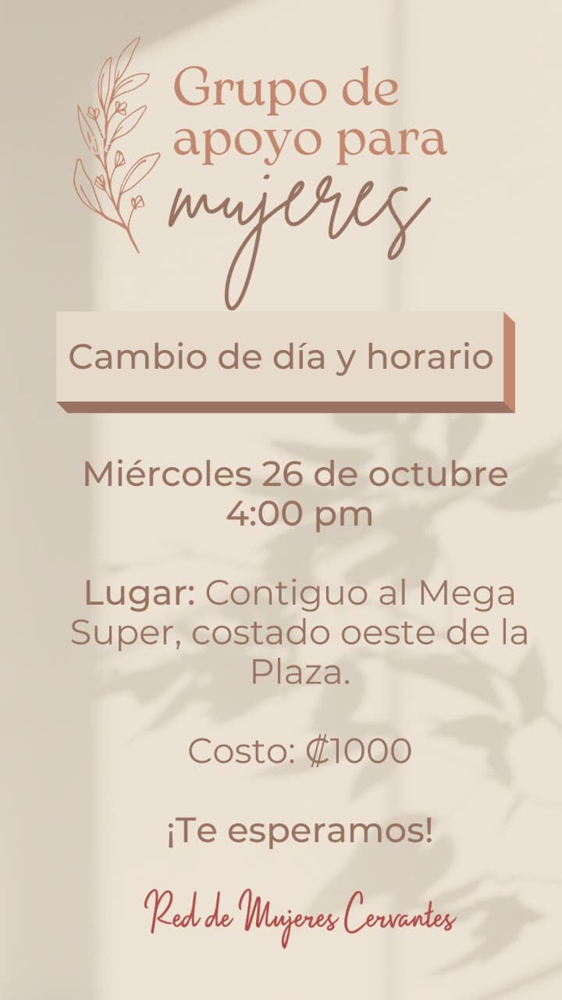 Grupo de
apoyo para
mujeres
Cambio de día y horario
Miércoles 26 de octubre
4:00 pm
Lugar: Contiguo al Mega
Super, costado oeste de la
Plaza.
Costo: ₡1000
¡Te esperamos!
Red de Mujeres Cervantes